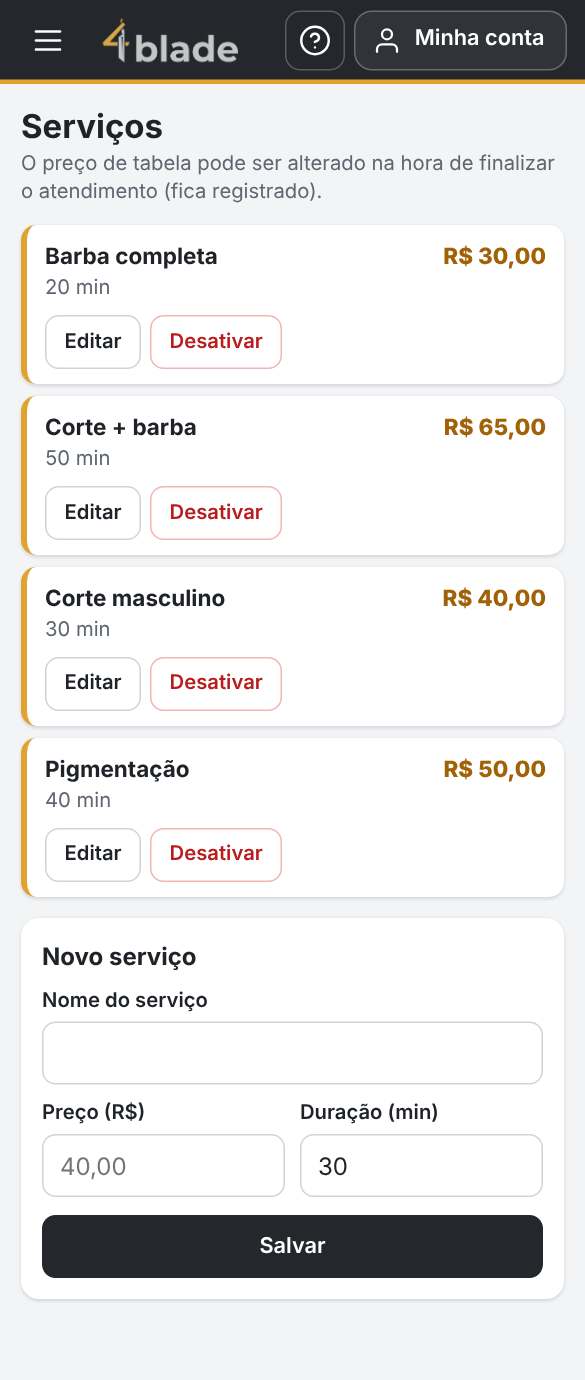 4blade
Minha conta
Serviços
O preço de tabela pode ser alterado na hora de finalizar
o atendimento (fica registrado).
Barba completa R$ 30,00
20 min
Editar Desativar
Corte + barba R$ 65,00
50 min
Editar Desativar
Corte masculino R$ 40,00
30 min
Editar Desativar
Pigmentação R$ 50,00
40 min
Editar Desativar
Novo serviço
Nome do serviço
Preço (R$) Duração (min)
40,00 30
Salvar